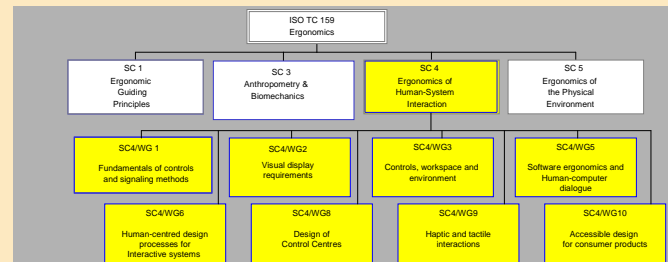 ISO TC 159
Ergonomics
SC 1
Ergonomic
Guiding
Principles
SC 3
Anthropometry &
Biomechanics
SC 4
Ergonomics of
Human-System
Interaction
SC 5
Ergonomics of
the Physical
Environment
SC4/WG 1
Fundamentals of controls
and signaling methods
SC4/WG2
Visual display
requirements
SC4/WG3
Controls, workspace and
environment
SC4/WG5
Software ergonomics and
Human-computer
dialogue
SC4/WG6
Human-centred design
processes for
Interactive systems
SC4/WG8
Design of
Control Centres
SC4/WG9
Haptic and tactile
interactions
SC4/WG10
Accessible design
for consumer products